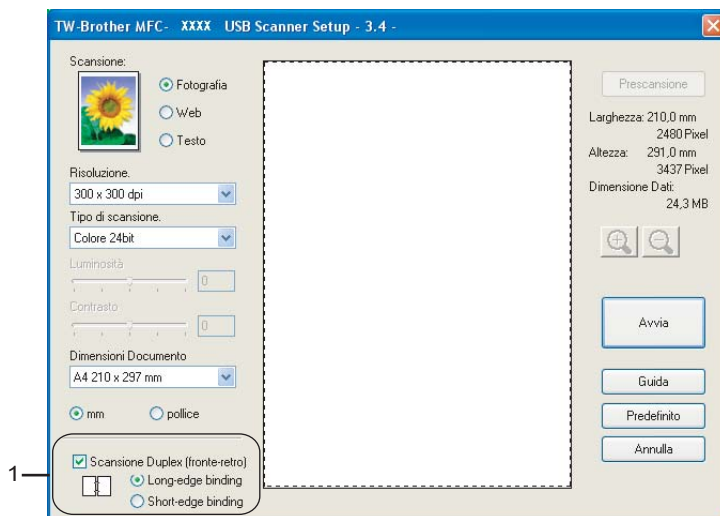 TW-Brother MFC- XXXX USB Scanner Setup - 3.4 -
Scansione:
Fotografia
Web
Testo
Risoluzione.
300 x 300 dpi
Tipo di scansione.
Colore 24bit
Luminosità
0
Contrasto
0
Dimensioni Documento
A4 210 x 297 mm
mm
pollice
1
Scansione Duplex (fronte-retro)
Long-edge binding
Short-edge binding
Prescansione
Larghezza: 210,0 mm
2480 Pixel
Altezza: 291,0 mm
3437 Pixel
Dimensione Dati:
24,3 MB
Avvia
Guida
Predefinito
Annulla